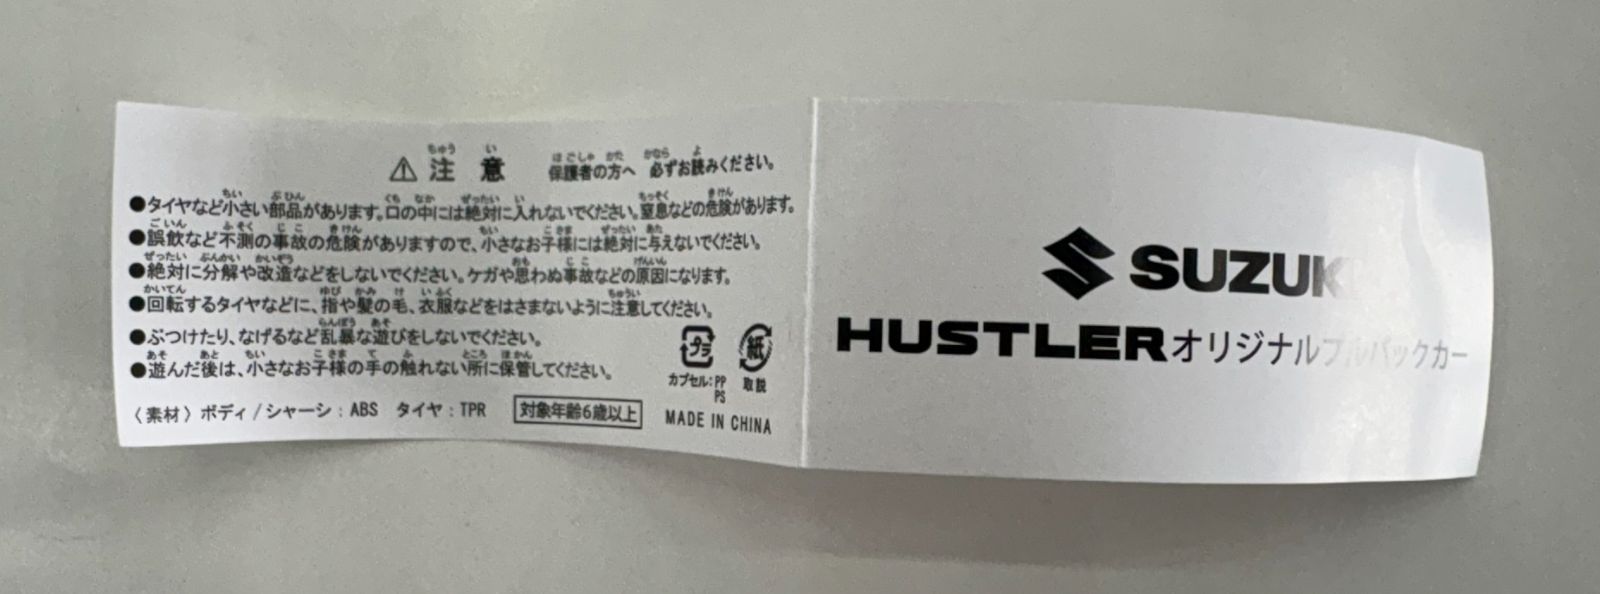 ⚠注意 保護者の方へ 必ずお読みください。
●タイヤなど小さい部品があります。口の中には絶対に入れないでください。窒息などの危険があります。
●誤飲など不測の事故の危険がありますので、小さなお子様には絶対に与えないでください。
●絶対に分解や改造などをしないでください。ケガや思わぬ事故などの原因になります。
●回転するタイヤなどに、指や髪の毛、衣服などをはさまないように注意してください。
●ぶつけたり、なげるなど乱暴な遊びをしないでください。
●遊んだ後は、小さなお子様の手の触れない所に保管してください。
〈素材〉ボディ/シャーシ:ABS タイヤ:TPR
対象年齢6歳以上
プラ
カプセル:PP
PS
紙
取説
MADE IN CHINA
SUZUKI
HUSTLERオリジナルプルバックカー